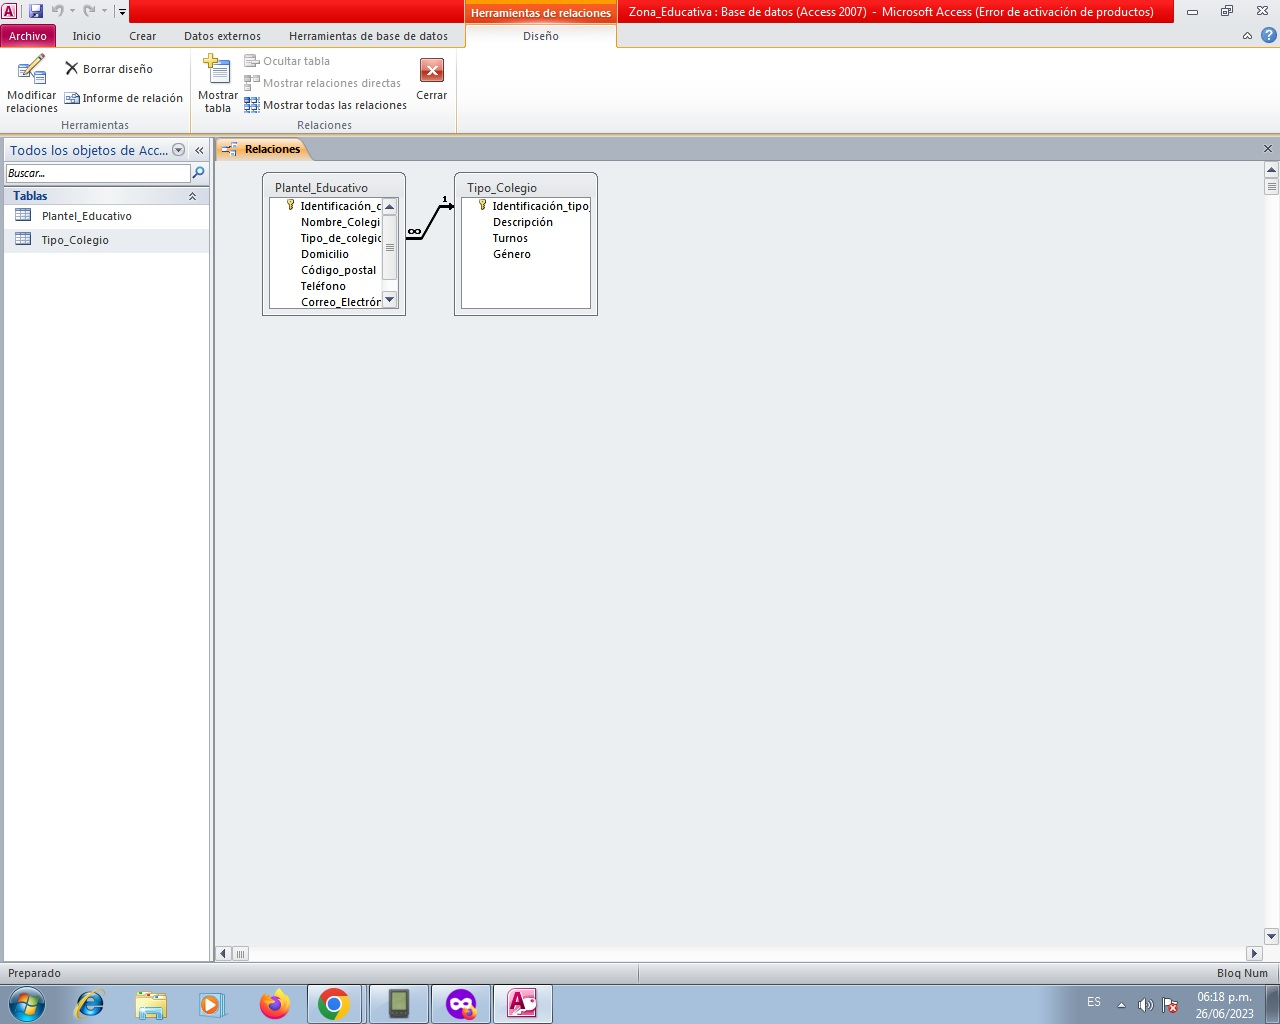 Herramientas de relaciones
Zona_Educativa : Base de datos (Access 2007) - Microsoft Access (Error de activación de productos)
Archivo
Inicio
Crear
Datos externos
Herramientas de base de datos
Diseño
Modificar relaciones
Borrar diseño
Informe de relación
Herramientas
Mostrar tabla
Ocultar tabla
Mostrar relaciones directas
Mostrar todas las relaciones
Relaciones
Cerrar
Todos los objetos de Acc...
Buscar...
Tablas
Plantel_Educativo
Tipo_Colegio
Relaciones
Plantel_Educativo
Identificación_c
Nombre_Colegi
Tipo_de_colegio
Domicilio
Código_postal
Teléfono
Correo_Electrón
∞
1
Tipo_Colegio
Identificación_tipo_
Descripción
Turnos
Género
Preparado
Bloq Num
ES
06:18 p.m.
26/06/2023